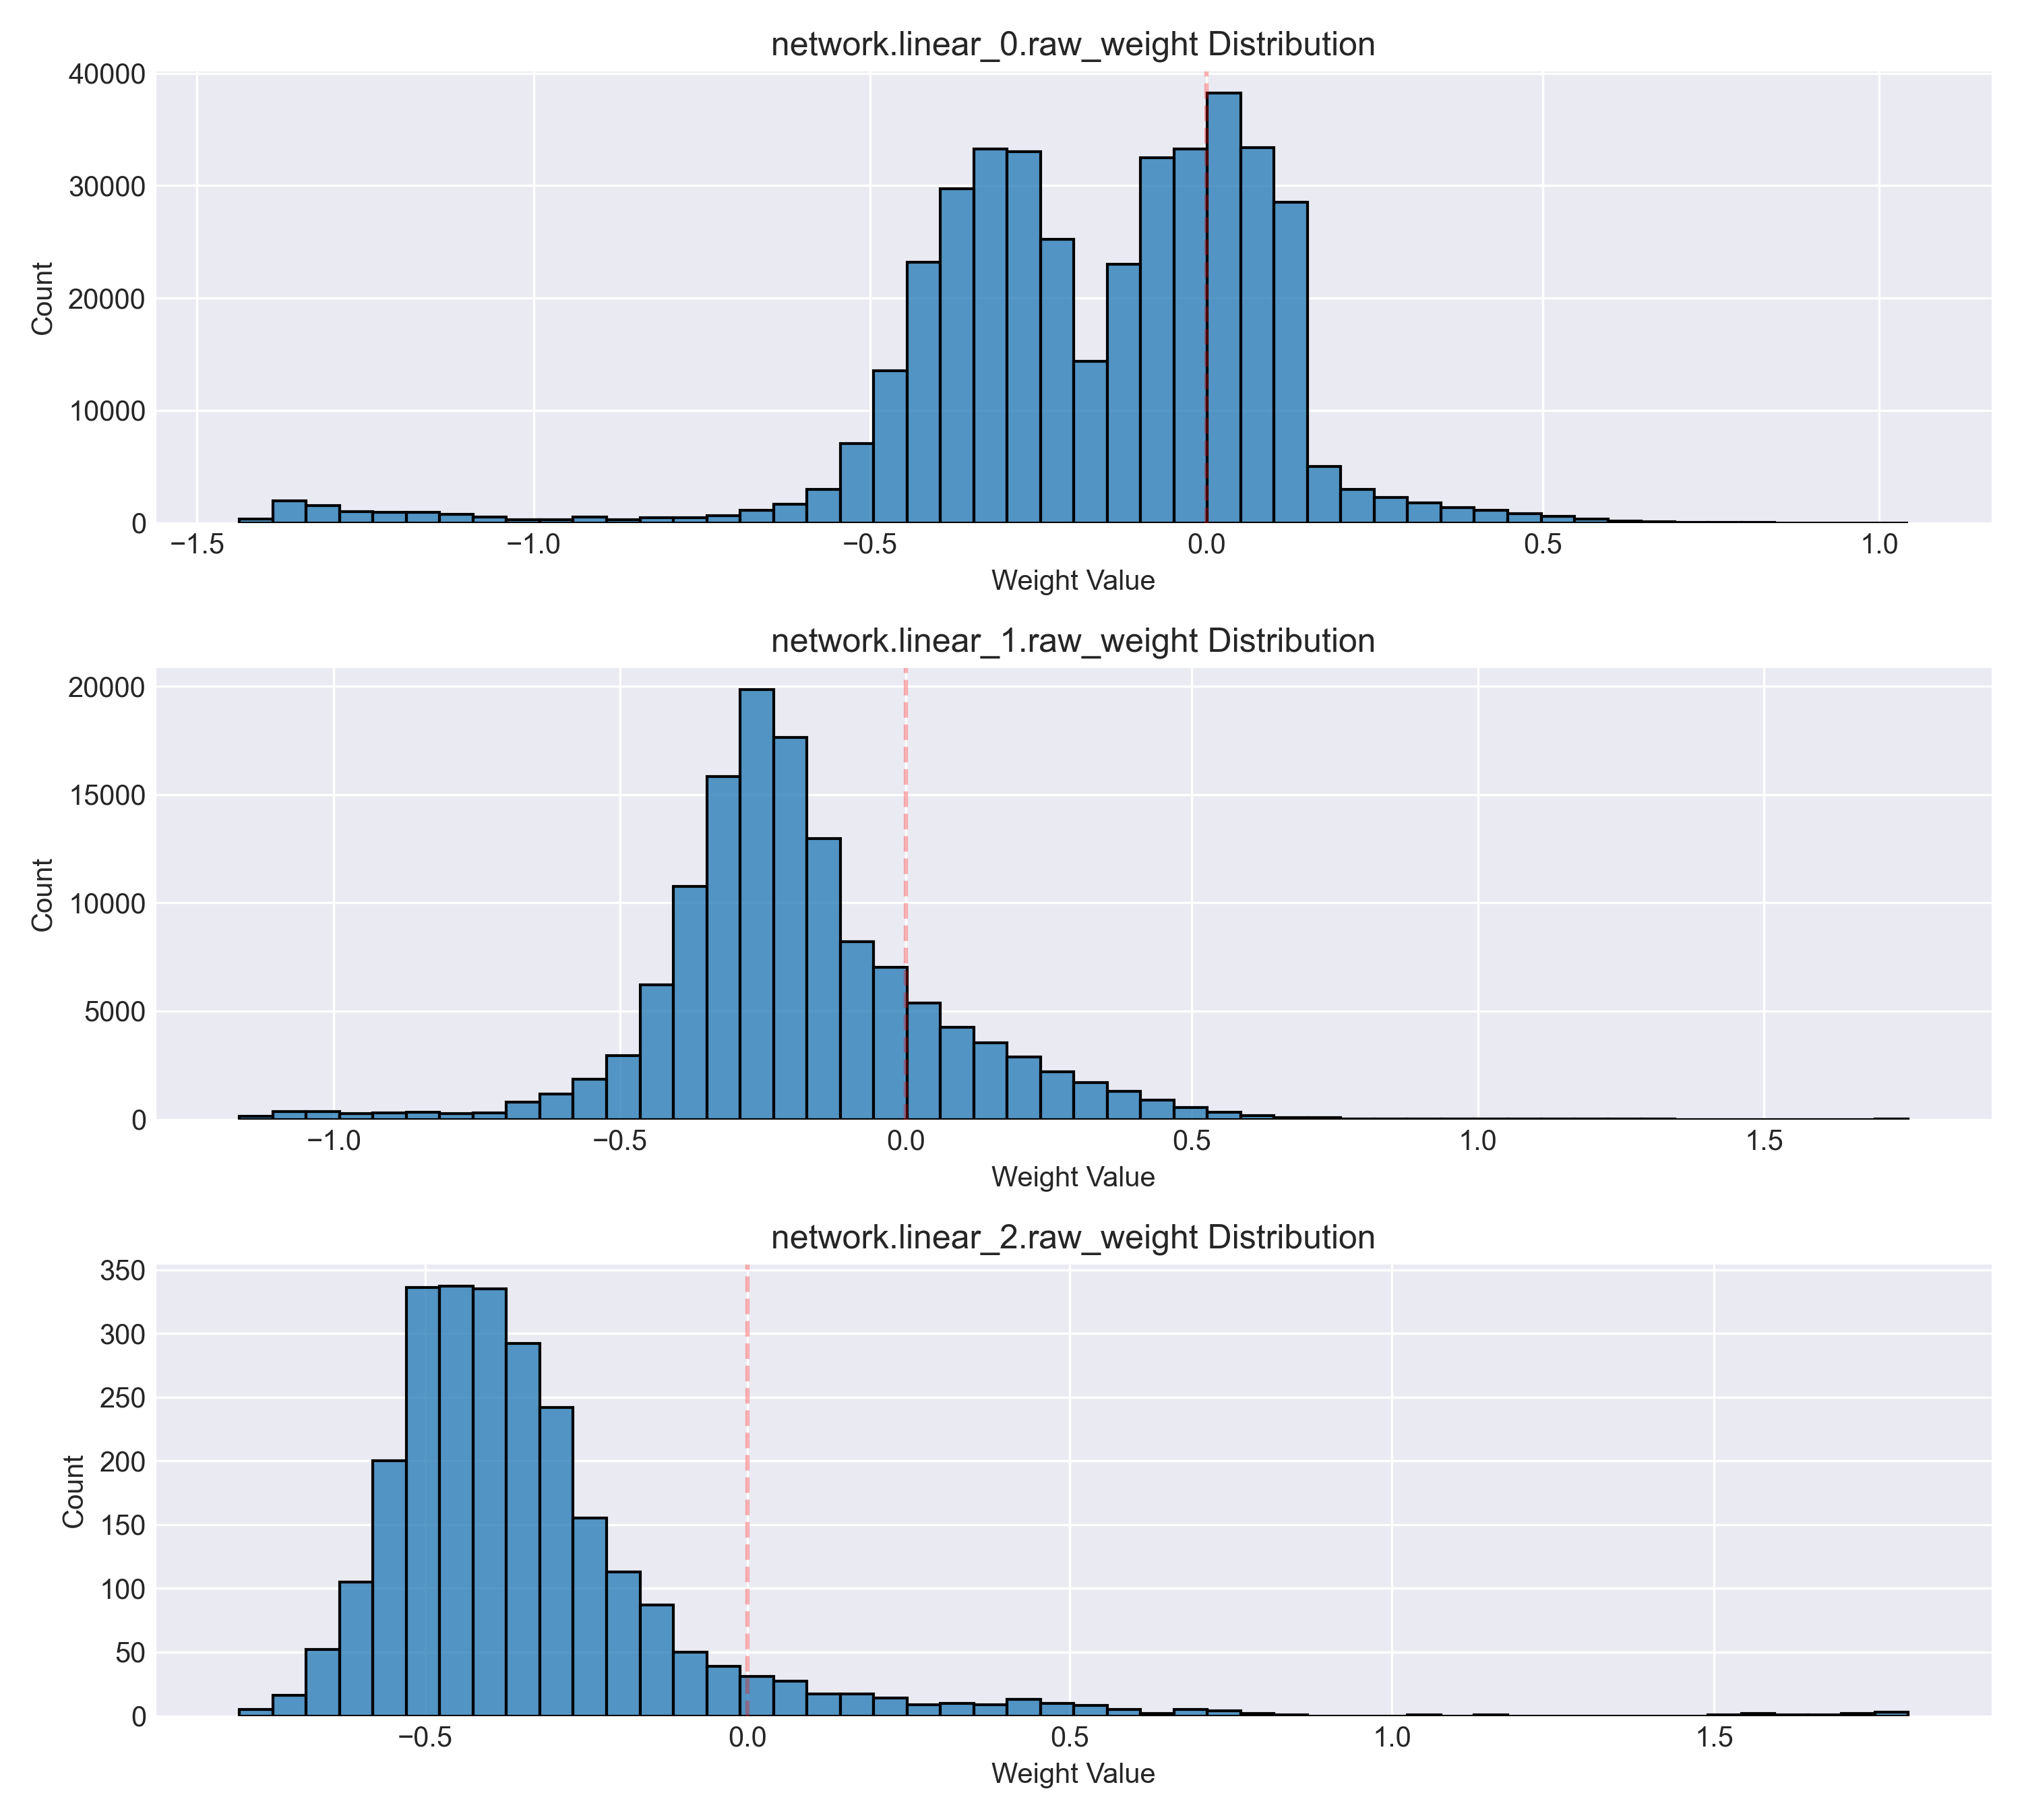 network.linear_0.raw_weight Distribution
40000
30000
20000
10000
0
Count
−1.5 −1.0 −0.5 0.0 0.5 1.0
Weight Value
network.linear_1.raw_weight Distribution
20000
15000
10000
5000
0
Count
−1.0 −0.5 0.0 0.5 1.0 1.5
Weight Value
network.linear_2.raw_weight Distribution
350
300
250
200
150
100
50
0
Count
−0.5 0.0 0.5 1.0 1.5
Weight Value